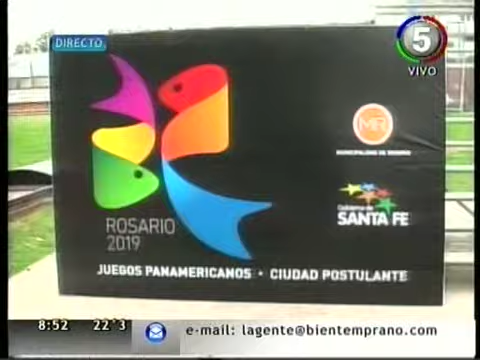 DIRECTO
5
VIVO
MR
MUNICIPALIDAD DE ROSARIO
Gobierno de
SANTA FE
ROSARIO
2019
JUEGOS PANAMERICANOS • CIUDAD POSTULANTE
8:52 22°3 e-mail: lagente@bientemprano.com